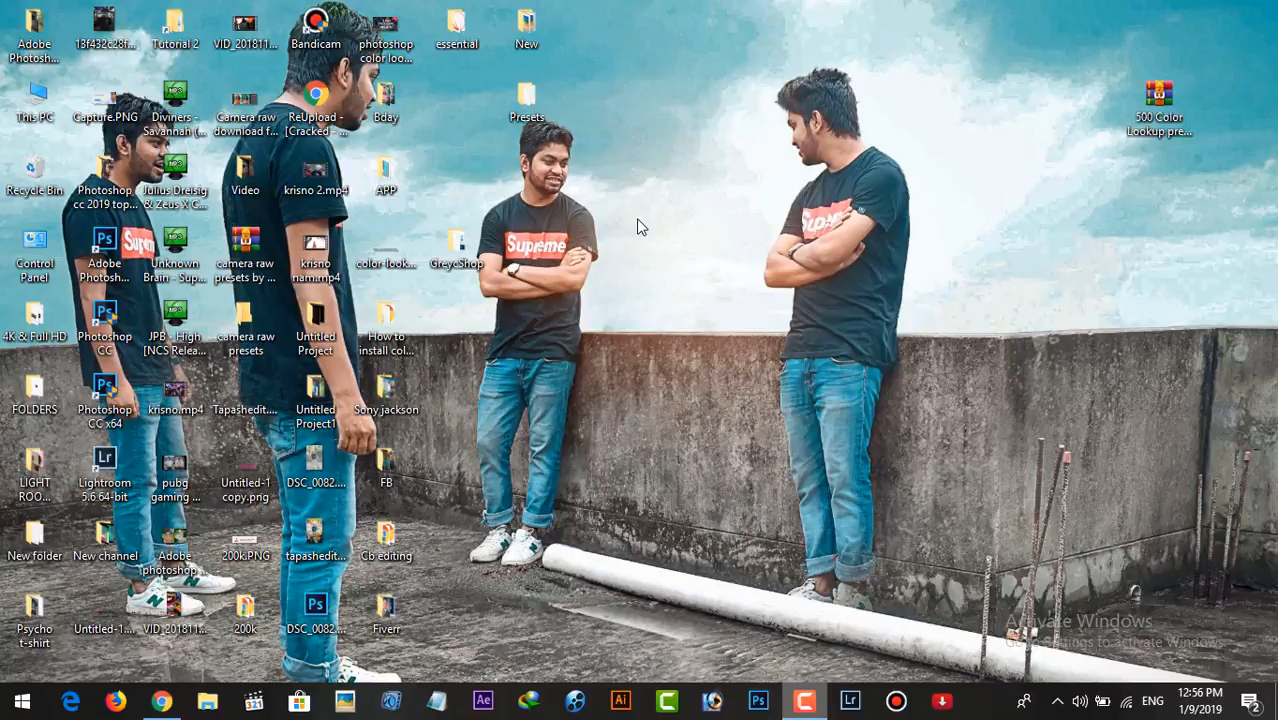 Adobe
Photosh...
13f432c28f...
Tutorial 2
VID_201811...
Bandicam
photoshop
color loo...
essential
New
This PC
Capture.PNG
Diviners -
Savannah (...
Camera raw
download f...
ReUpload -
[Cracked - ...
Bday
Presets
500 Color
Lookup pre...
Recycle Bin
Photoshop
cc 2019 top...
Julius Dreisig
& Zeus X C...
Video
krisno 2.mp4
APP
Control
Panel
Adobe
Photosh...
Unknown
Brain - Sup...
camera raw
presets by ...
krisno
nam.mp4
color-look...
GreycShop
Supreme
4K & Full HD
Photoshop
CC
JPB - High
[NCS Relea...
camera raw
presets
Untitled
Project
How to
install col...
FOLDERS
Photoshop
CC x64
krisno.mp4
Tapashedit....
Untitled
Project1
Sony jackson
LIGHT
ROO...
Lightroom
5.6 64-bit
pubg
gaming ...
Untitled-1
copy.png
DSC_0082....
FB
New folder
New channel
Adobe
photoshop...
200k.PNG
tapashedit...
Cb editing
Psycho
t-shirt
Untitled-1....
VID_201811...
200k
DSC_0082....
Fiverr
Activate Windows
Go to Settings to activate Windows.
ENG
12:56 PM
1/9/2019
2